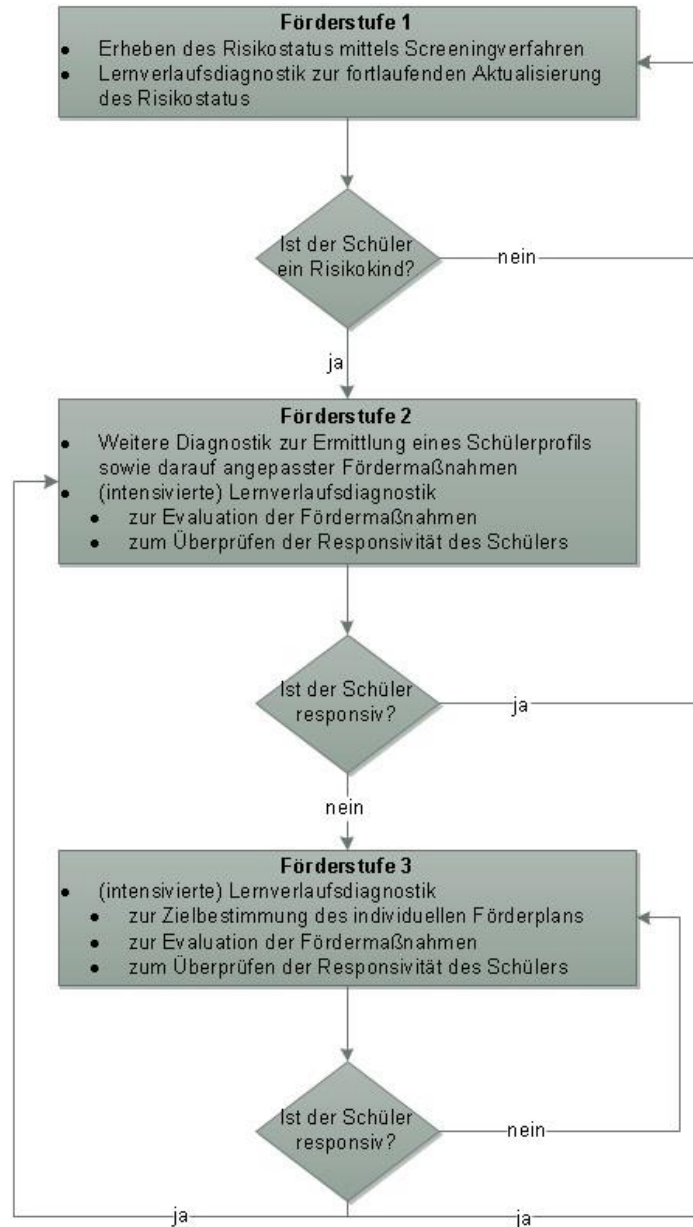 Förderstufe 1
• Erheben des Risikostatus mittels Screeningverfahren
• Lernverlaufsdiagnostik zur fortlaufenden Aktualisierung
des Risikostatus
Ist der Schüler
ein Risikokind?
nein
ja
Förderstufe 2
• Weitere Diagnostik zur Ermittlung eines Schülerprofils
sowie darauf angepasster Fördermaßnahmen
• (intensivierte) Lernverlaufsdiagnostik
• zur Evaluation der Fördermaßnahmen
• zum Überprüfen der Responsivität des Schülers
Ist der Schüler
responsiv?
ja
nein
Förderstufe 3
• (intensivierte) Lernverlaufsdiagnostik
• zur Zielbestimmung des individuellen Förderplans
• zur Evaluation der Fördermaßnahmen
• zum Überprüfen der Responsivität des Schülers
Ist der Schüler
responsiv?
nein
ja
ja